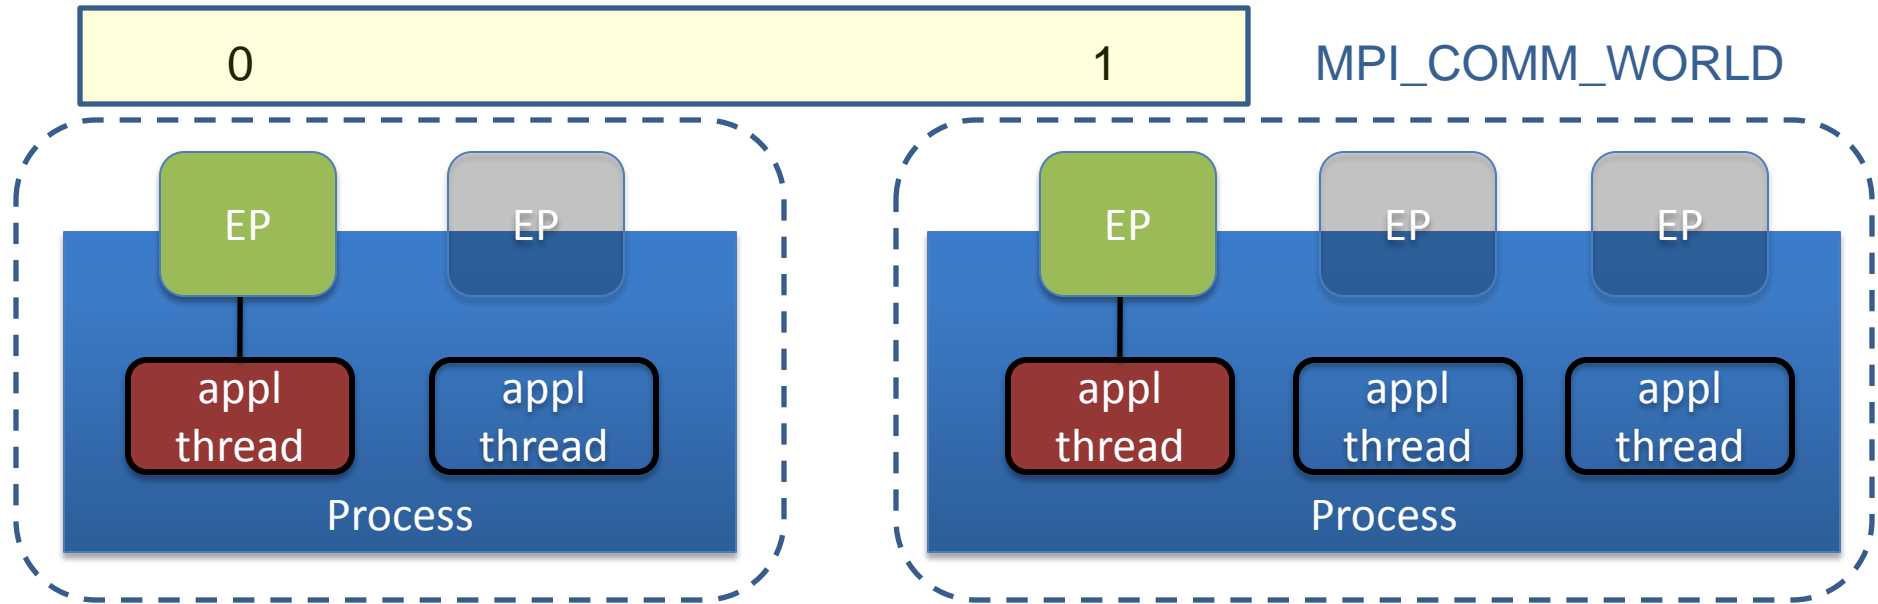 0 1 MPI_COMM_WORLD
EP EP EP EP EP
appl appl appl appl appl
thread thread thread thread thread
Process Process